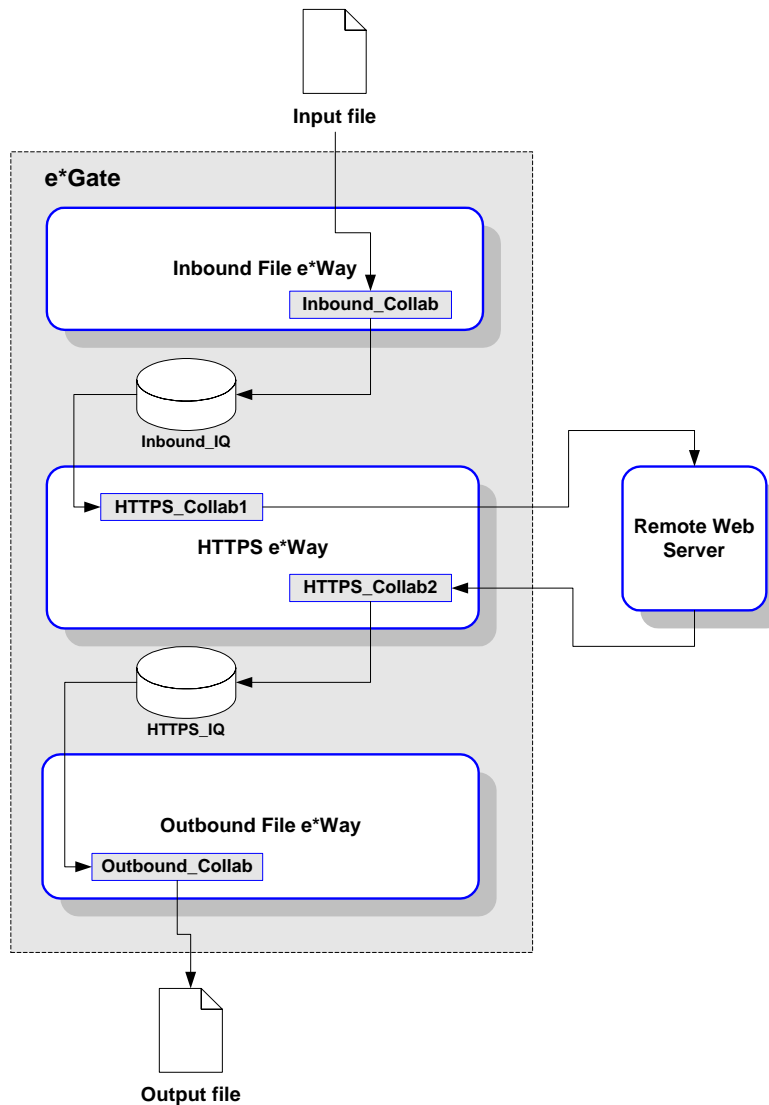 Input file
e*Gate
Inbound File e*Way
Inbound_Collab
Inbound_IQ
HTTPS_Collab1
HTTPS e*Way
HTTPS_Collab2
Remote Web
Server
HTTPS_IQ
Outbound File e*Way
Outbound_Collab
Output file